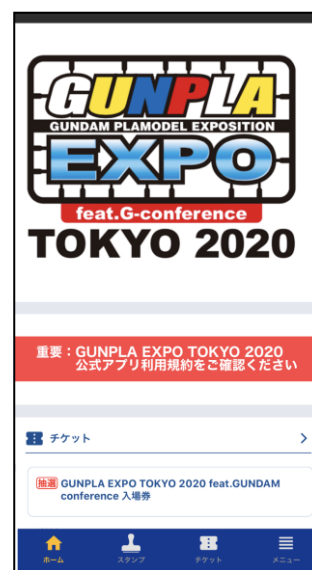 GUNPLA
GUNDAM PLAMODEL EXPOSITION
EXPO
feat.G-conference
TOKYO 2020
重要：GUNPLA EXPO TOKYO 2020
公式アプリ利用規約をご確認ください
チケット
抽選 GUNPLA EXPO TOKYO 2020 feat.GUNDAM
conference 入場券
ホーム スタンプ チケット メニュー